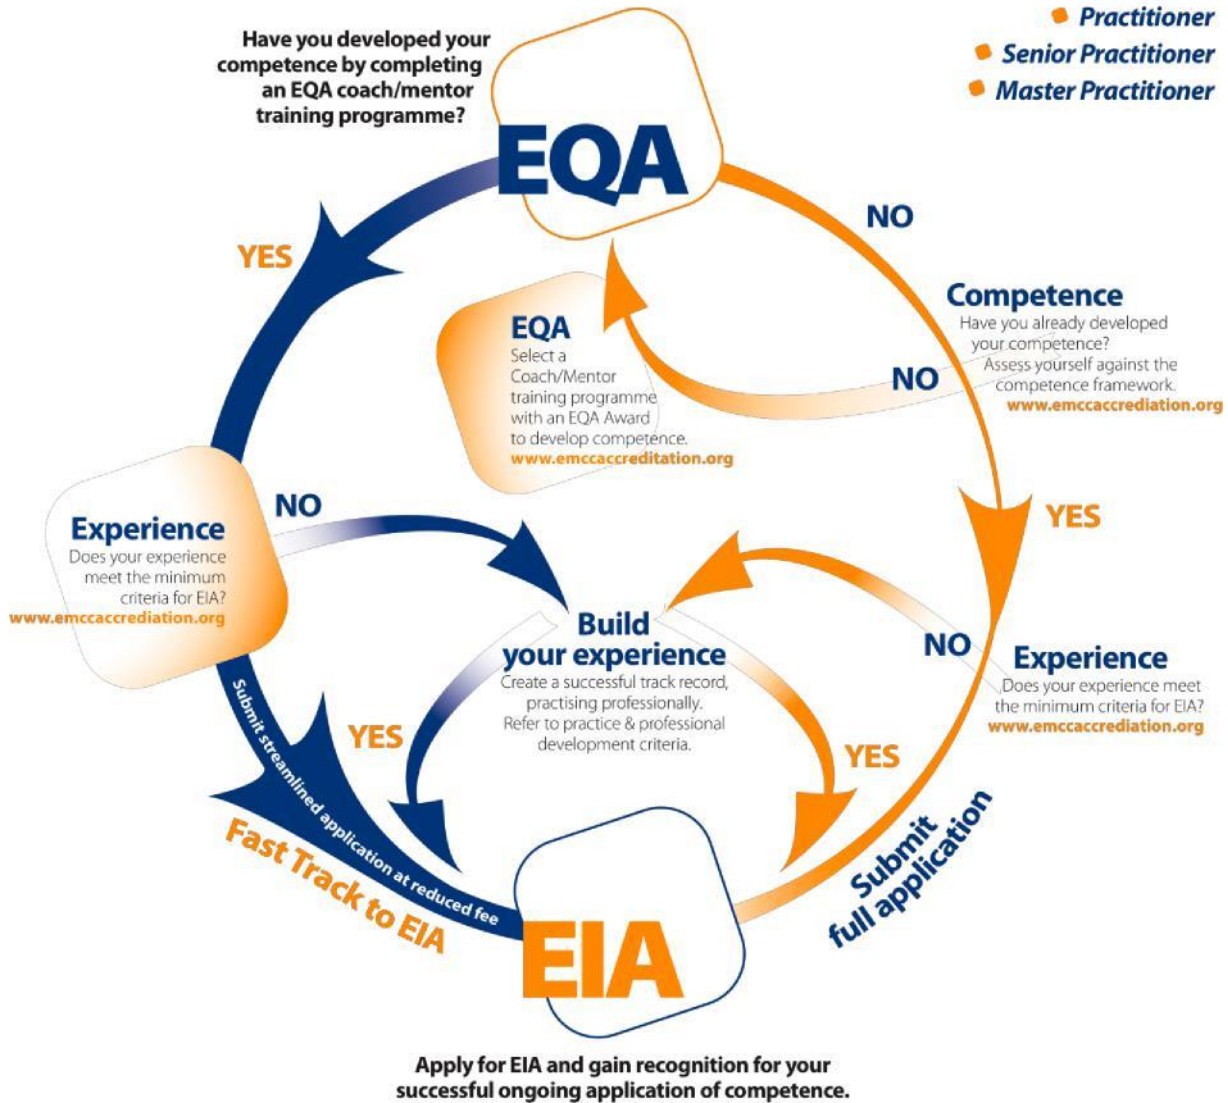 Practitioner
Senior Practitioner
Master Practitioner
Have you developed your
competence by completing
an EQA coach/mentor
training programme?
EQA
YES
NO
Competence
Have you already developed
your competence?
Assess yourself against the
competence framework.
www.emccaccrediation.org
NO
EQA
Select a
Coach/Mentor
training programme
with an EQA Award
to develop competence.
www.emccaccreditation.org
YES
Experience
Does your experience
meet the minimum
criteria for EIA?
www.emccaccrediation.org
NO
Build
your experience
Create a successful track record,
practising professionally.
Refer to practice & professional
development criteria.
NO
Experience
Does your experience meet
the minimum criteria for EIA?
www.emccaccreditation.org
YES
YES
Submit streamlined application at reduced fee
Fast Track to EIA
Submit
full application
EIA
Apply for EIA and gain recognition for your
successful ongoing application of competence.